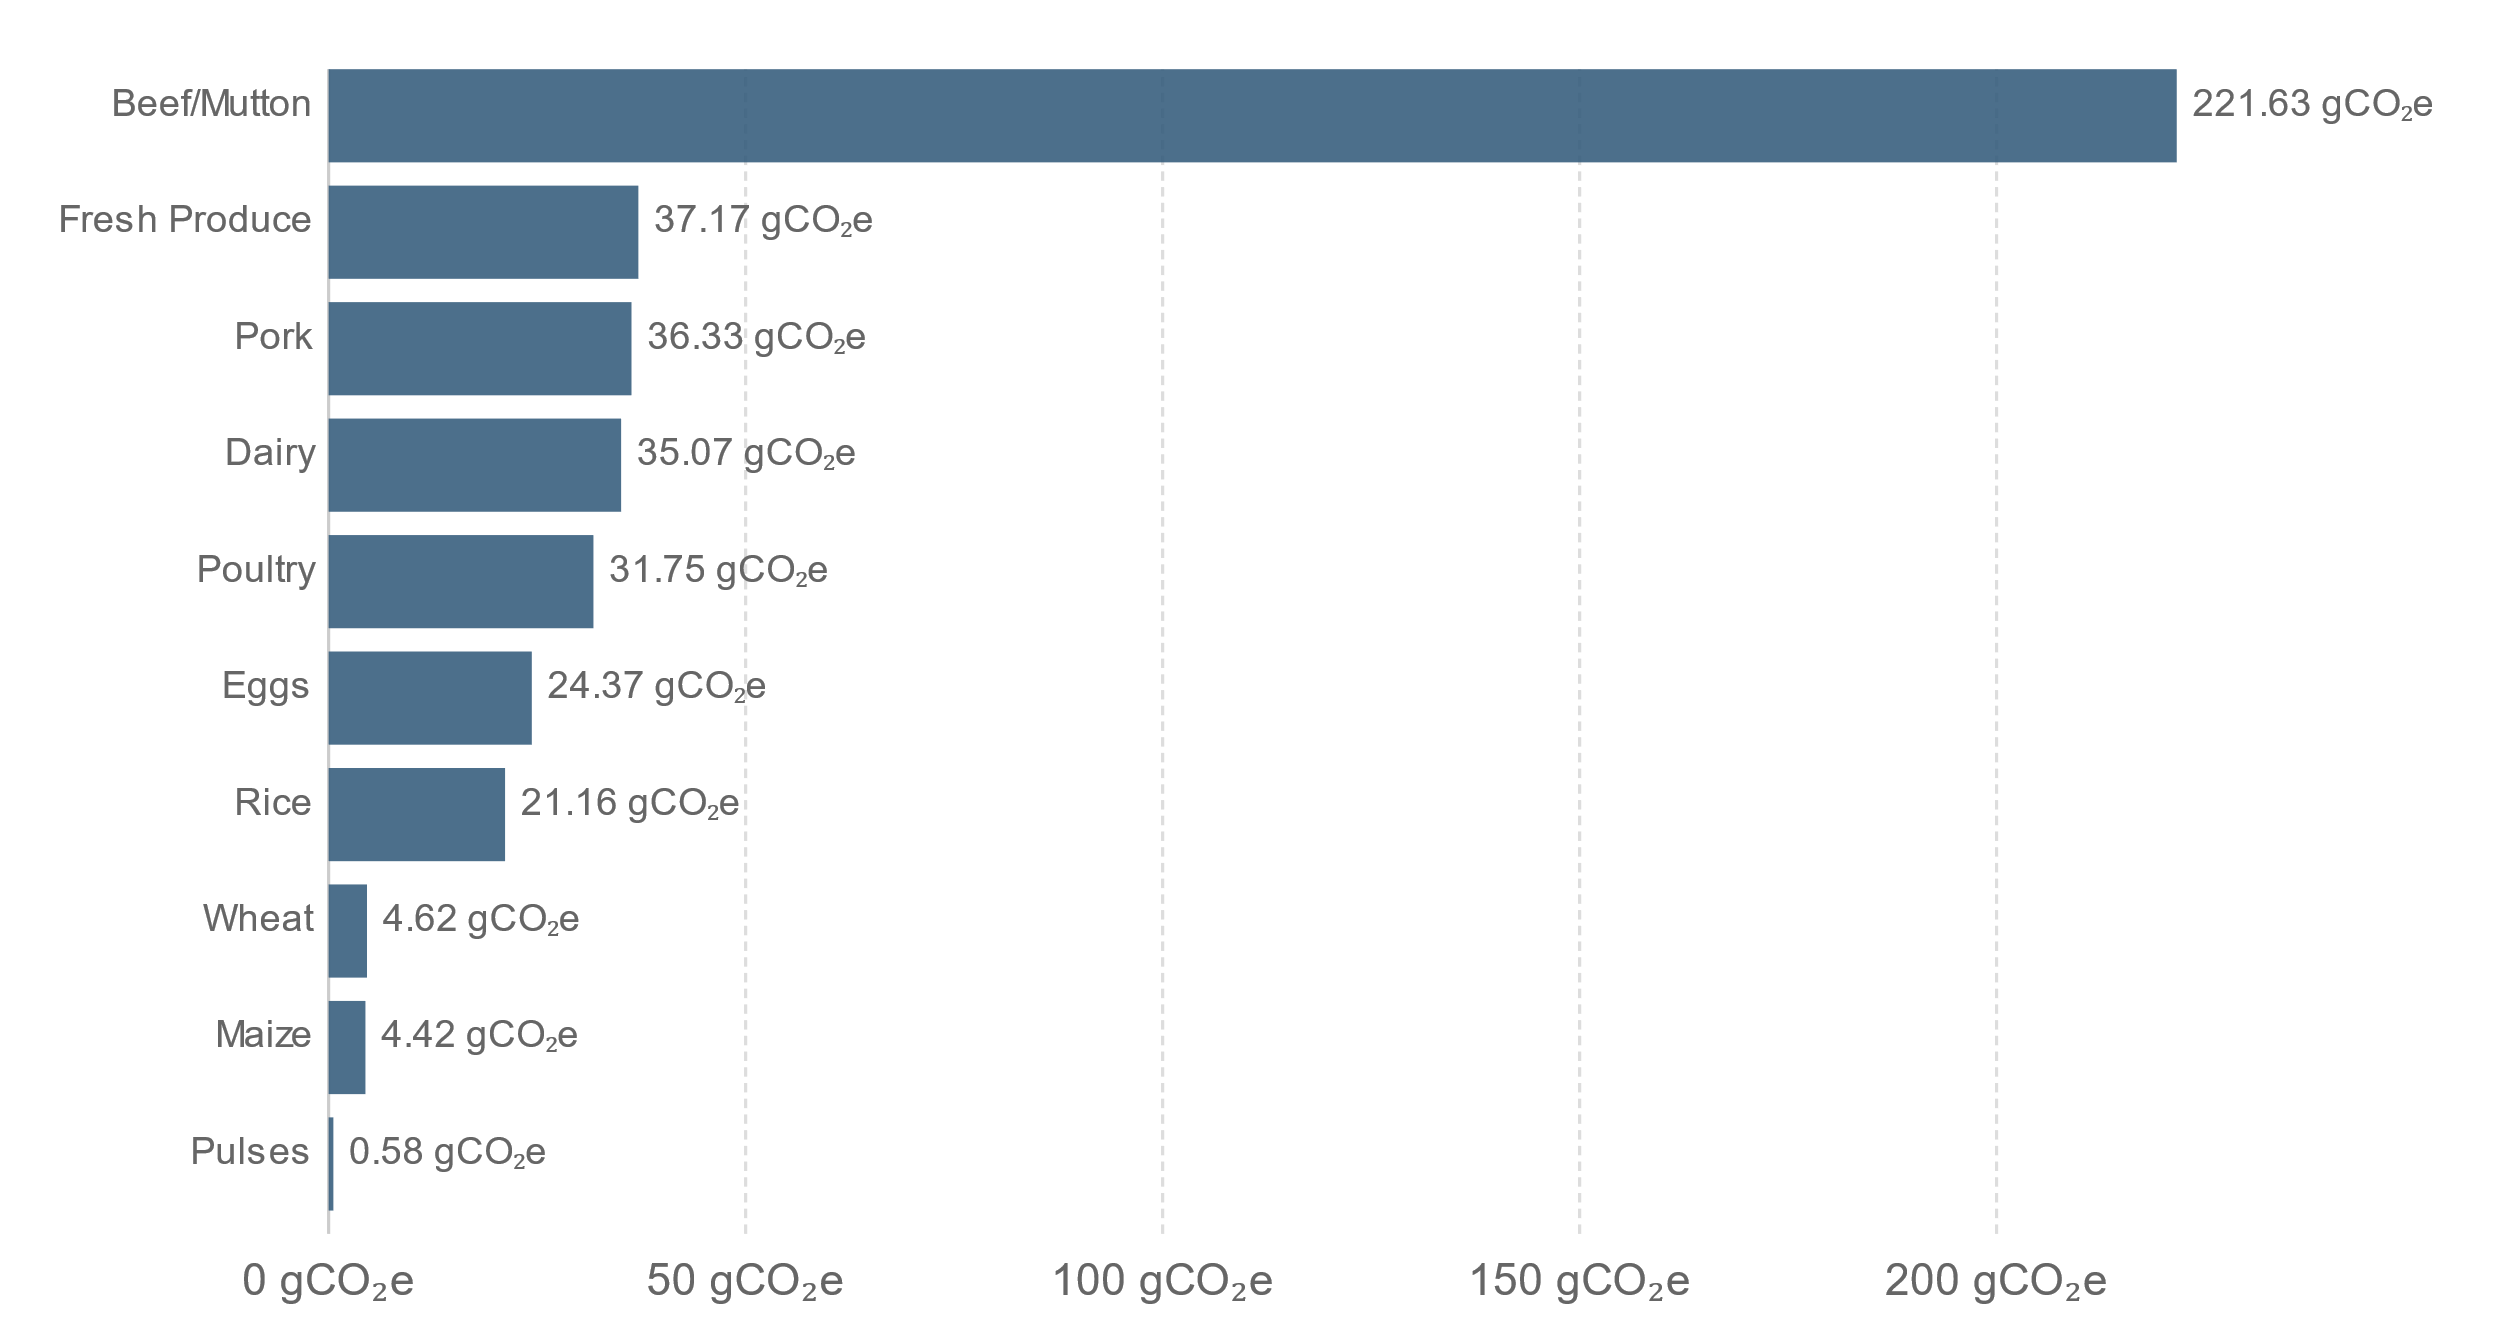 Beef/Mutton 221.63 gCO₂e
Fresh Produce 37.17 gCO₂e
Pork 36.33 gCO₂e
Dairy 35.07 gCO₂e
Poultry 31.75 gCO₂e
Eggs 24.37 gCO₂e
Rice 21.16 gCO₂e
Wheat 4.62 gCO₂e
Maize 4.42 gCO₂e
Pulses 0.58 gCO₂e
0 gCO₂e 50 gCO₂e 100 gCO₂e 150 gCO₂e 200 gCO₂e